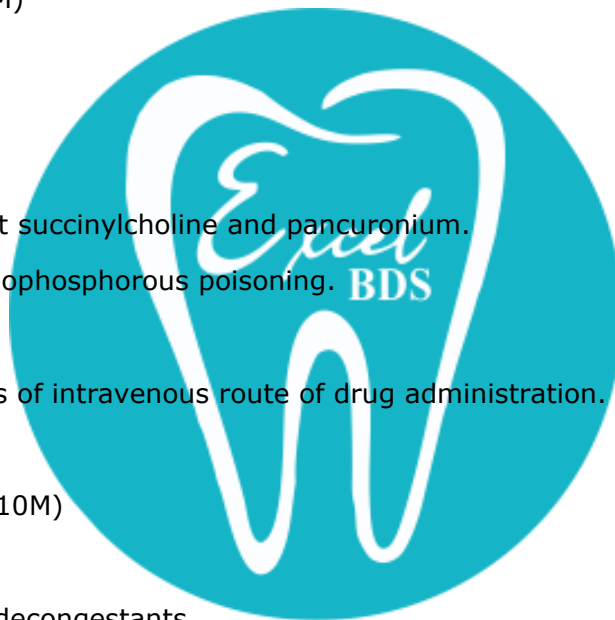 t succinylcholine and pancuronium.
Excel
ophosphorous poisoning.
BDS
s of intravenous route of drug administration.
10M)
decongestants